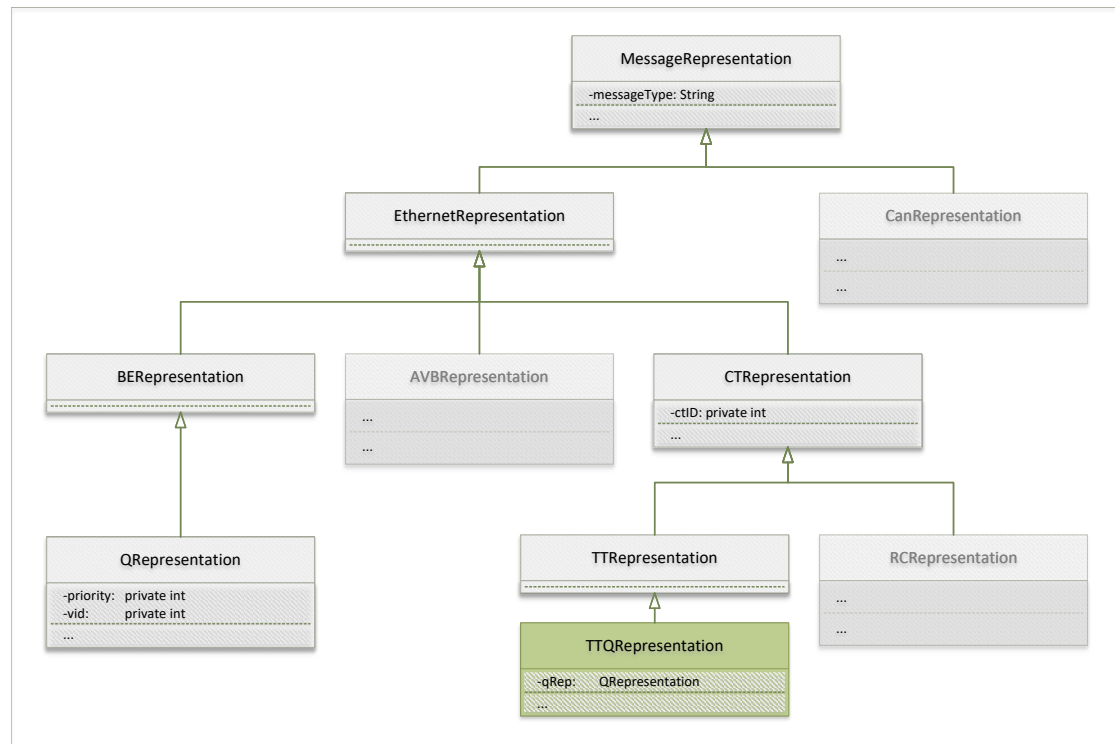 MessageRepresentation
-messageType: String
...
EthernetRepresentation
CanRepresentation
...
...
BERepresentation
AVBRepresentation
...
...
CTRepresentation
-ctID: private int
...
QRepresentation
-priority: private int
-vid: private int
...
TTRepresentation
RCRepresentation
...
...
TTQRepresentation
-qRep: QRepresentation
...